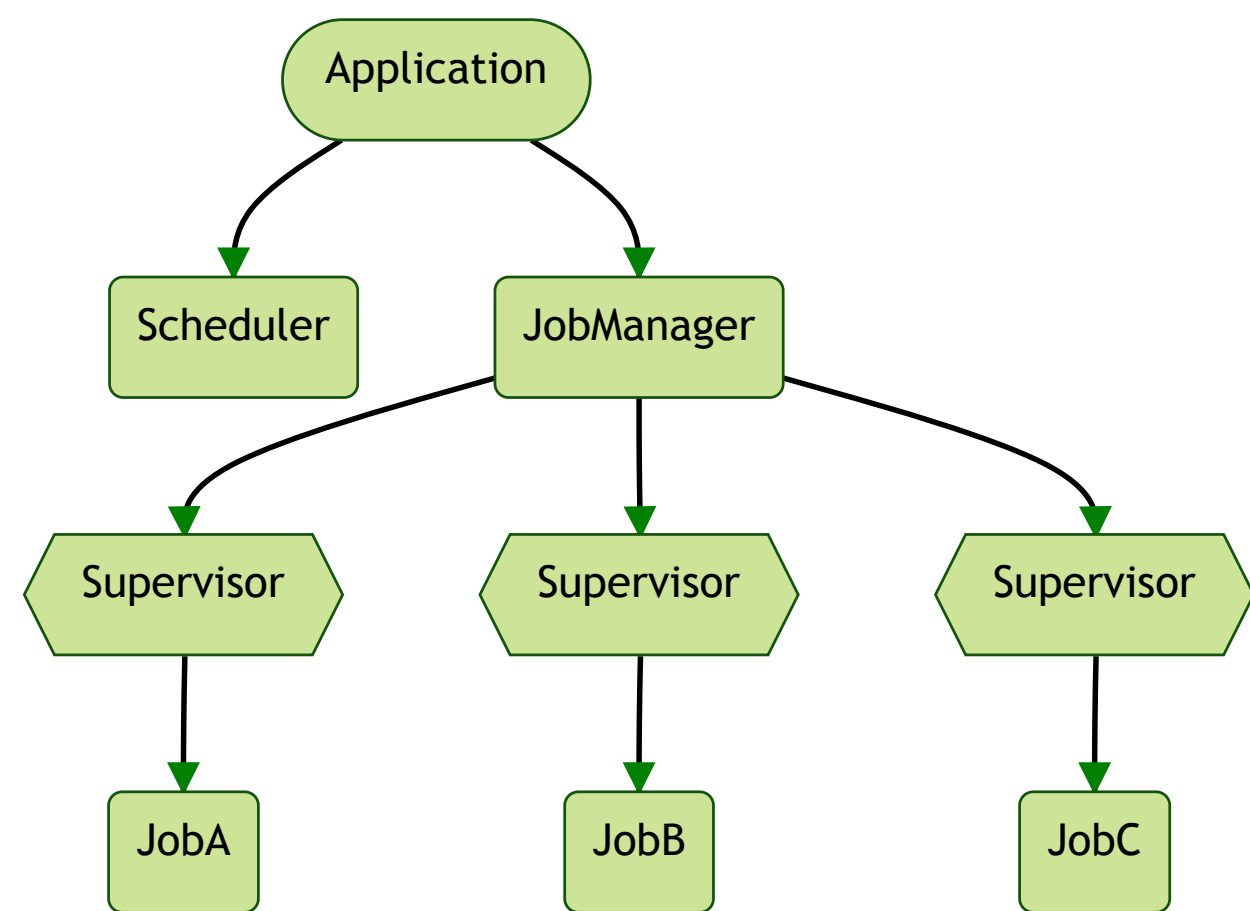 Application
Scheduler
JobManager
Supervisor
Supervisor
Supervisor
JobA
JobB
JobC